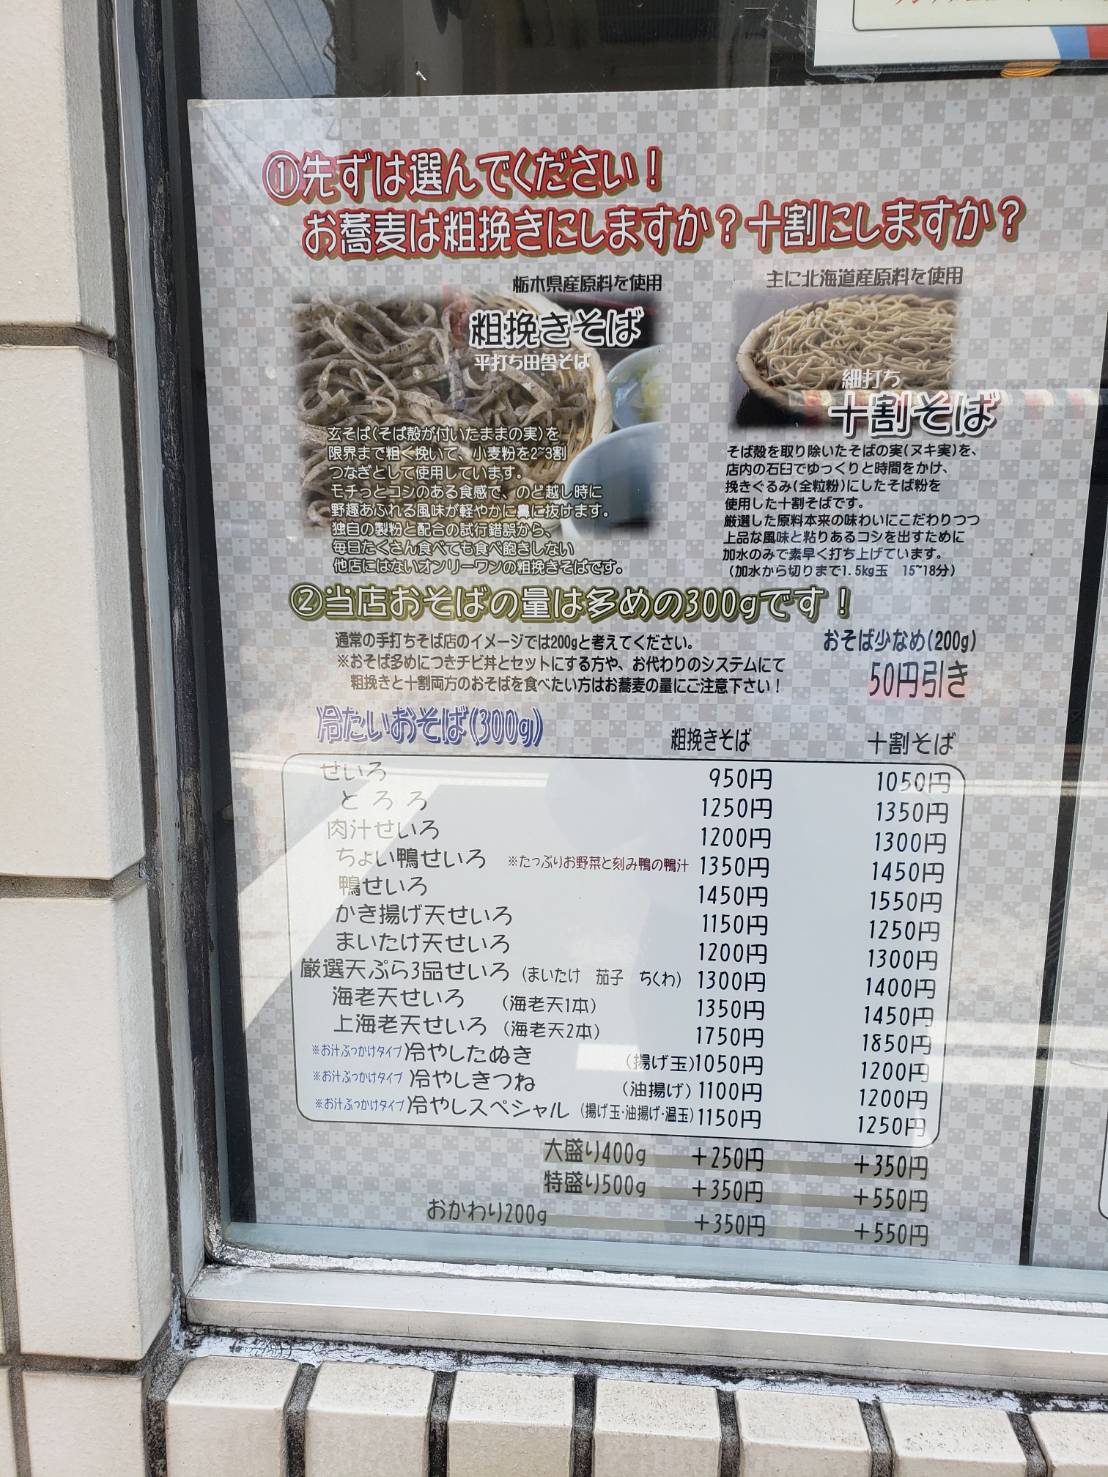 ①先ずは選んでください！
お蕎麦は粗挽きにしますか？十割にしますか？
栃木県産原料を使用
粗挽きそば
平打ち田舎そば
玄そば(そば殻が付いたままの実)を
限界まで粗く挽いて、小麦粉を2~3割
つなぎとして使用しています。
モチっとコシのある食感で、のど越し時に
野趣あふれる風味が軽やかに鼻に抜けます。
独自の製粉と配合の試行錯誤から、
毎日たくさん食べても食べ飽きしない
他店にはないオンリーワンの粗挽きそばです。
主に北海道産原料を使用
細打ち
十割そば
そば殻を取り除いたそばの実(ヌキ実)を、
店内の石臼でゆっくりと時間をかけ、
挽きぐるみ(全粒粉)にしたそば粉を
使用した十割そばです。
厳選した原料本来の味わいにこだわりつつ
上品な風味と粘りあるコシを出すために
加水のみで素早く打ち上げています。
(加水から切りまで1.5kg玉 15~18分)
②当店おそばの量は多めの300gです！
通常の手打ちそば店のイメージでは200gと考えてください。
※おそば多めにつきチビ丼とセットにする方や、お代わりのシステムにて
粗挽きと十割両方のおそばを食べたい方はお蕎麦の量にご注意下さい！
おそば少なめ(200g)
50円引き
冷たいおそば(300g) 粗挽きそば 十割そば
せいろ 950円 1050円
とろろ 1250円 1350円
肉汁せいろ 1200円 1300円
ちょい鴨せいろ ※たっぷりお野菜と刻み鴨の鴨汁 1350円 1450円
鴨せいろ 1450円 1550円
かき揚げ天せいろ 1150円 1250円
まいたけ天せいろ 1200円 1300円
厳選天ぷら3品せいろ (まいたけ 茄子 ちくわ) 1300円 1400円
海老天せいろ (海老天1本) 1350円 1450円
上海老天せいろ (海老天2本) 1750円 1850円
※お汁ぶっかけタイプ 冷やしたぬき (揚げ玉) 1050円 1200円
※お汁ぶっかけタイプ 冷やしきつね (油揚げ) 1100円 1200円
※お汁ぶっかけタイプ 冷やしスペシャル (揚げ玉・油揚げ・温玉) 1150円 1250円
大盛り400g +250円 +350円
特盛り500g +350円 +550円
おかわり200g +350円 +550円